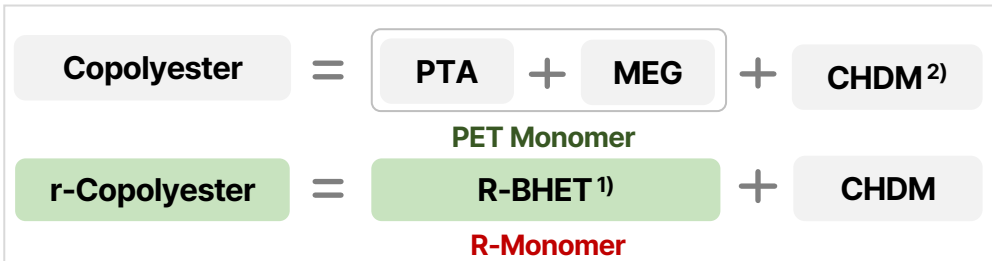 Copolyester = PTA + MEG + CHDM 2)
PET Monomer
r-Copolyester = R-BHET 1) + CHDM
R-Monomer